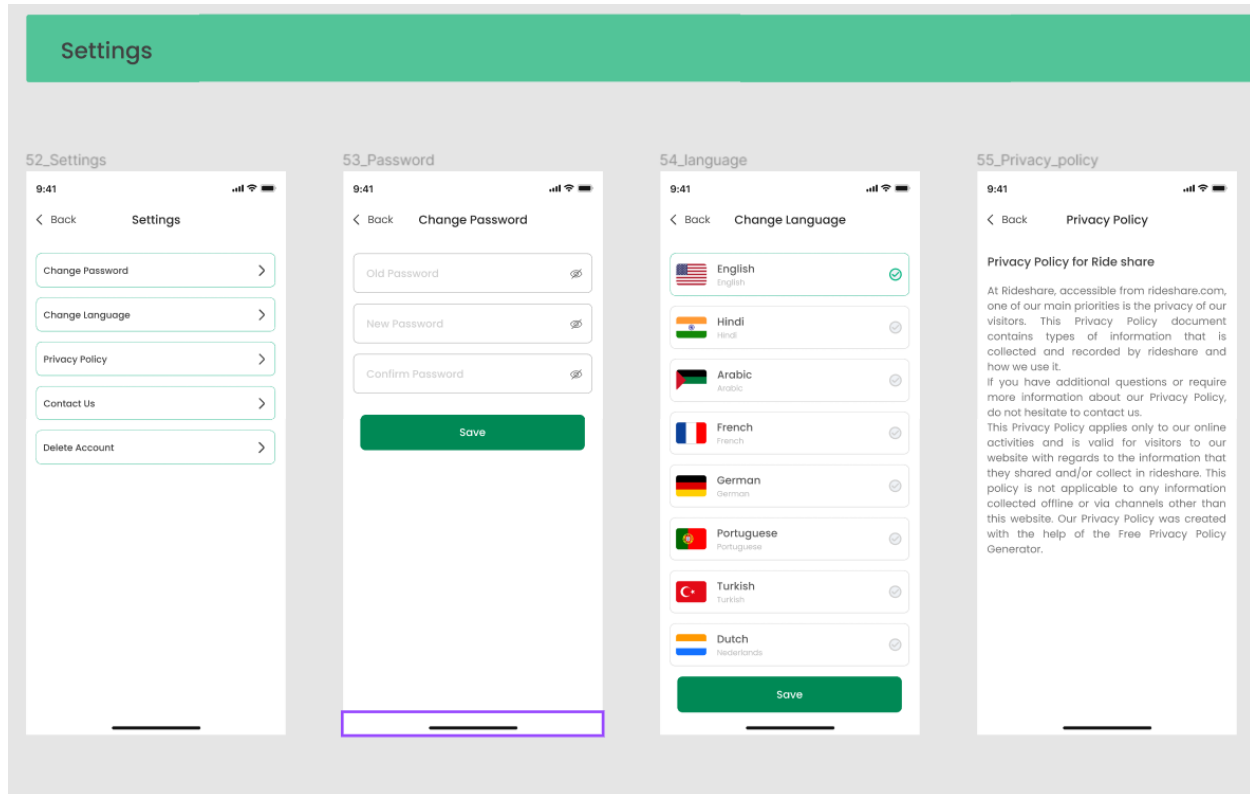 Settings
52_Settings
9:41
Back
Settings
Change Password
Change Language
Privacy Policy
Contact Us
Delete Account
53_Password
9:41
Back
Change Password
Old Password
New Password
Confirm Password
Save
54_language
9:41
Back
Change Language
English
English
Hindi
Hindi
Arabic
Arabic
French
French
German
German
Portuguese
Portuguese
Turkish
Turkish
Dutch
Nederlands
Save
55_Privacy_policy
9:41
Back
Privacy Policy
Privacy Policy for Ride share
At Rideshare, accessible from rideshare.com,
one of our main priorities is the privacy of our
visitors. This Privacy Policy document
contains types of information that is
collected and recorded by rideshare and
how we use it.
If you have additional questions or require
more information about our Privacy Policy,
do not hesitate to contact us.
This Privacy Policy applies only to our online
activities and is valid for visitors to our
website with regards to the information that
they shared and/or collect in rideshare. This
policy is not applicable to any information
collected offline or via channels other than
this website. Our Privacy Policy was created
with the help of the Free Privacy Policy
Generator.